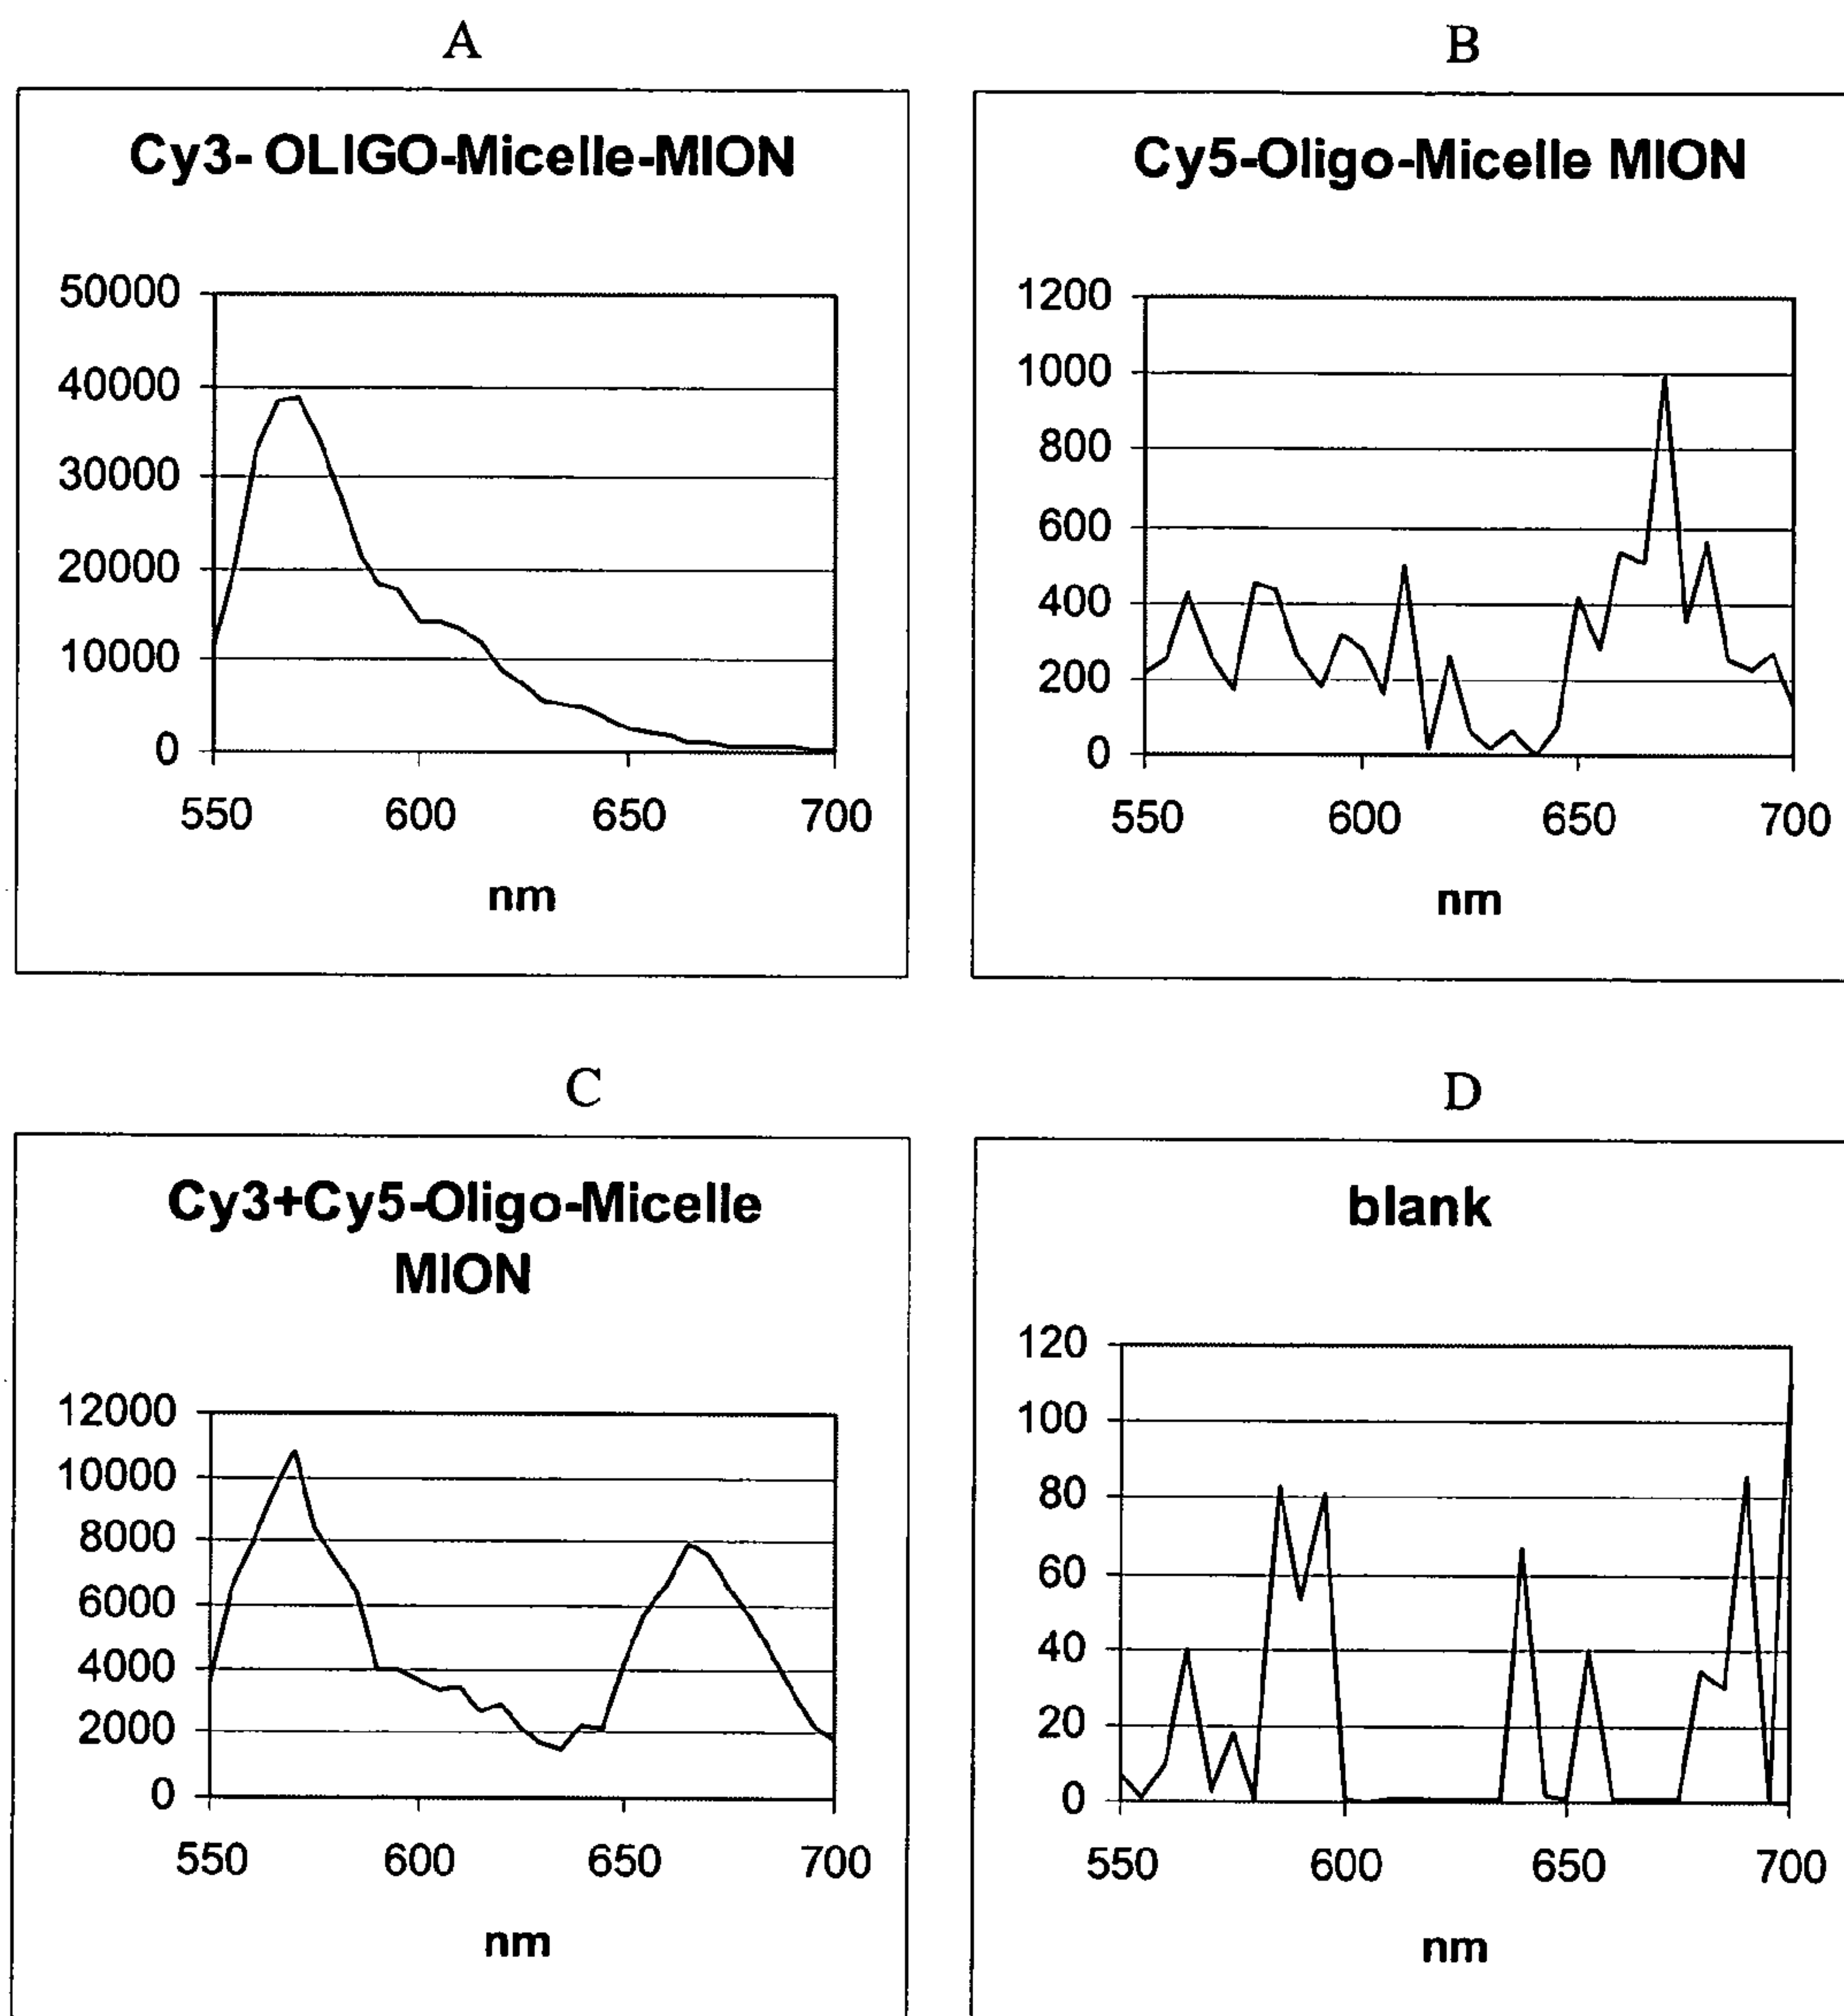 A
Cy3- OLIGO-Micelle-MION
50000
40000
30000
20000
10000
0
550 600 650 700
nm
B
Cy5-Oligo-Micelle MION
1200
1000
800
600
400
200
0
550 600 650 700
nm
C
Cy3+Cy5-Oligo-Micelle
MION
12000
10000
8000
6000
4000
2000
0
550 600 650 700
nm
D
blank
120
100
80
60
40
20
0
550 600 650 700
nm